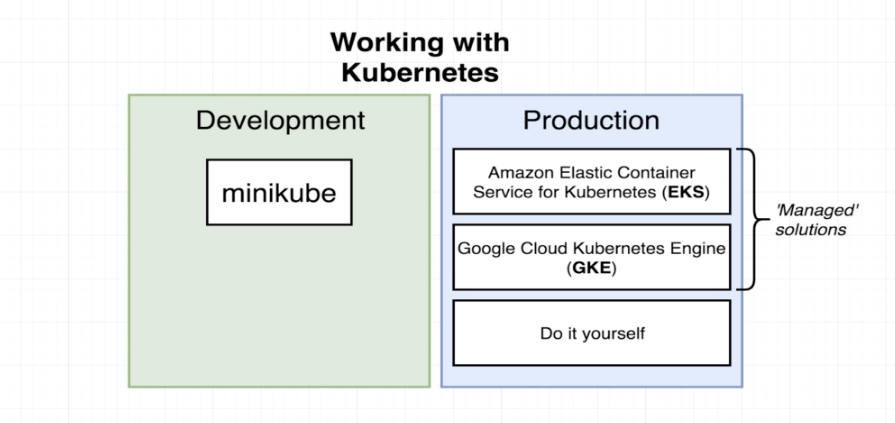 Working with
Kubernetes
Development
minikube
Production
Amazon Elastic Container
Service for Kubernetes (EKS)
Google Cloud Kubernetes Engine
(GKE)
Do it yourself
'Managed'
solutions